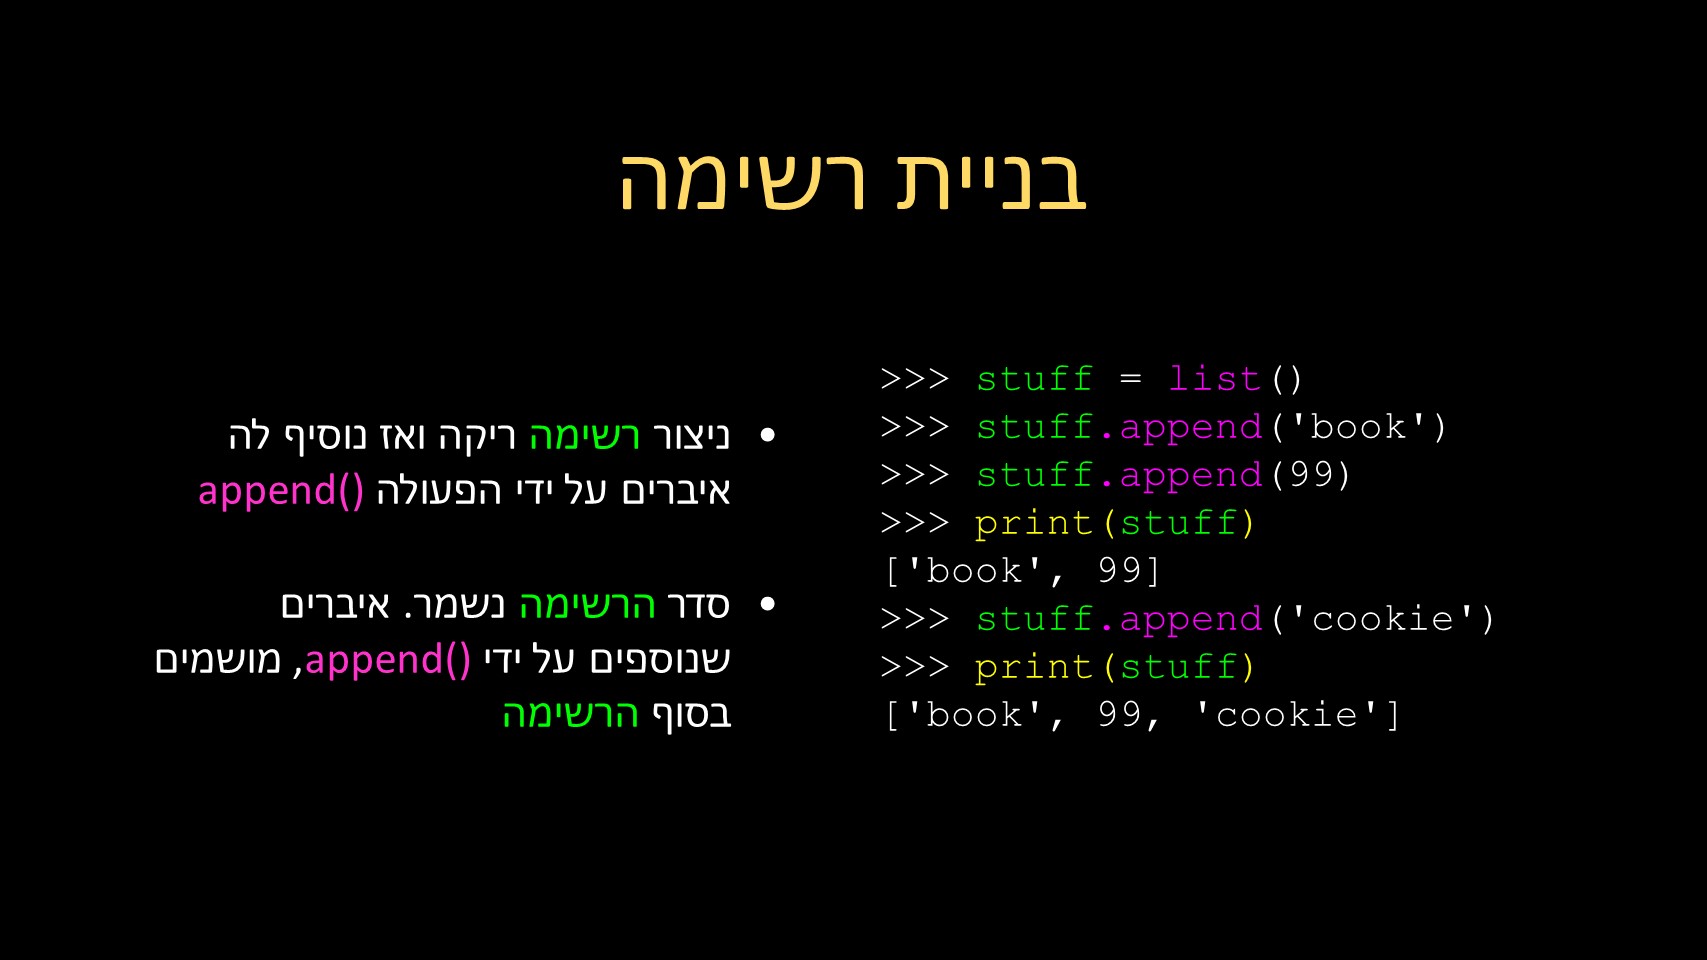 בניית רשימה
• ניצור רשימה ריקה ואז נוסיף לה
איברים על ידי הפעולה append()
• סדר הרשימה נשמר. איברים
שנוספים על ידי append(), מושמים
בסוף הרשימה
>>> stuff = list()
>>> stuff.append('book')
>>> stuff.append(99)
>>> print(stuff)
['book', 99]
>>> stuff.append('cookie')
>>> print(stuff)
['book', 99, 'cookie']